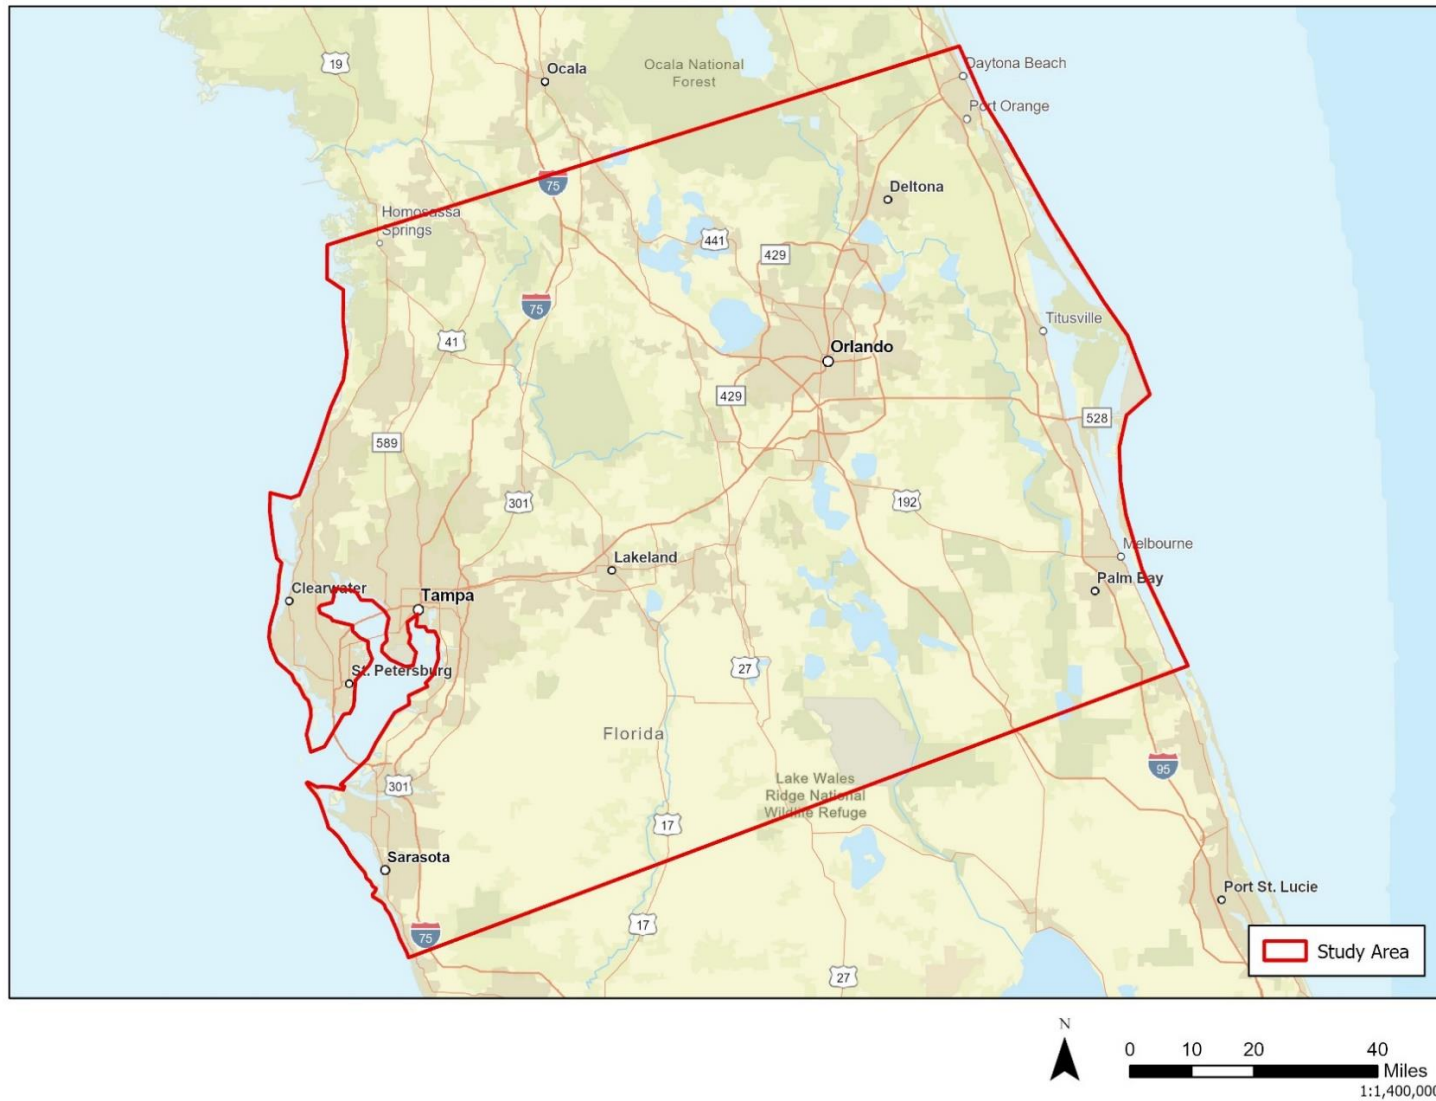 19
Ocala
Ocala National
Forest
Daytona Beach
Port Orange
75
Deltona
Homosassa
Springs
441
429
75
Titusville
41
Orlando
429
528
589
301
192
Melbourne
Lakeland
Palm Bay
Clearwater
Tampa
27
St. Petersburg
Florida
95
Lake Wales
Ridge National
Wildlife Refuge
301
17
Sarasota
Port St. Lucie
17
75
Study Area
27
N
0 10 20 40
Miles
1:1,400,000